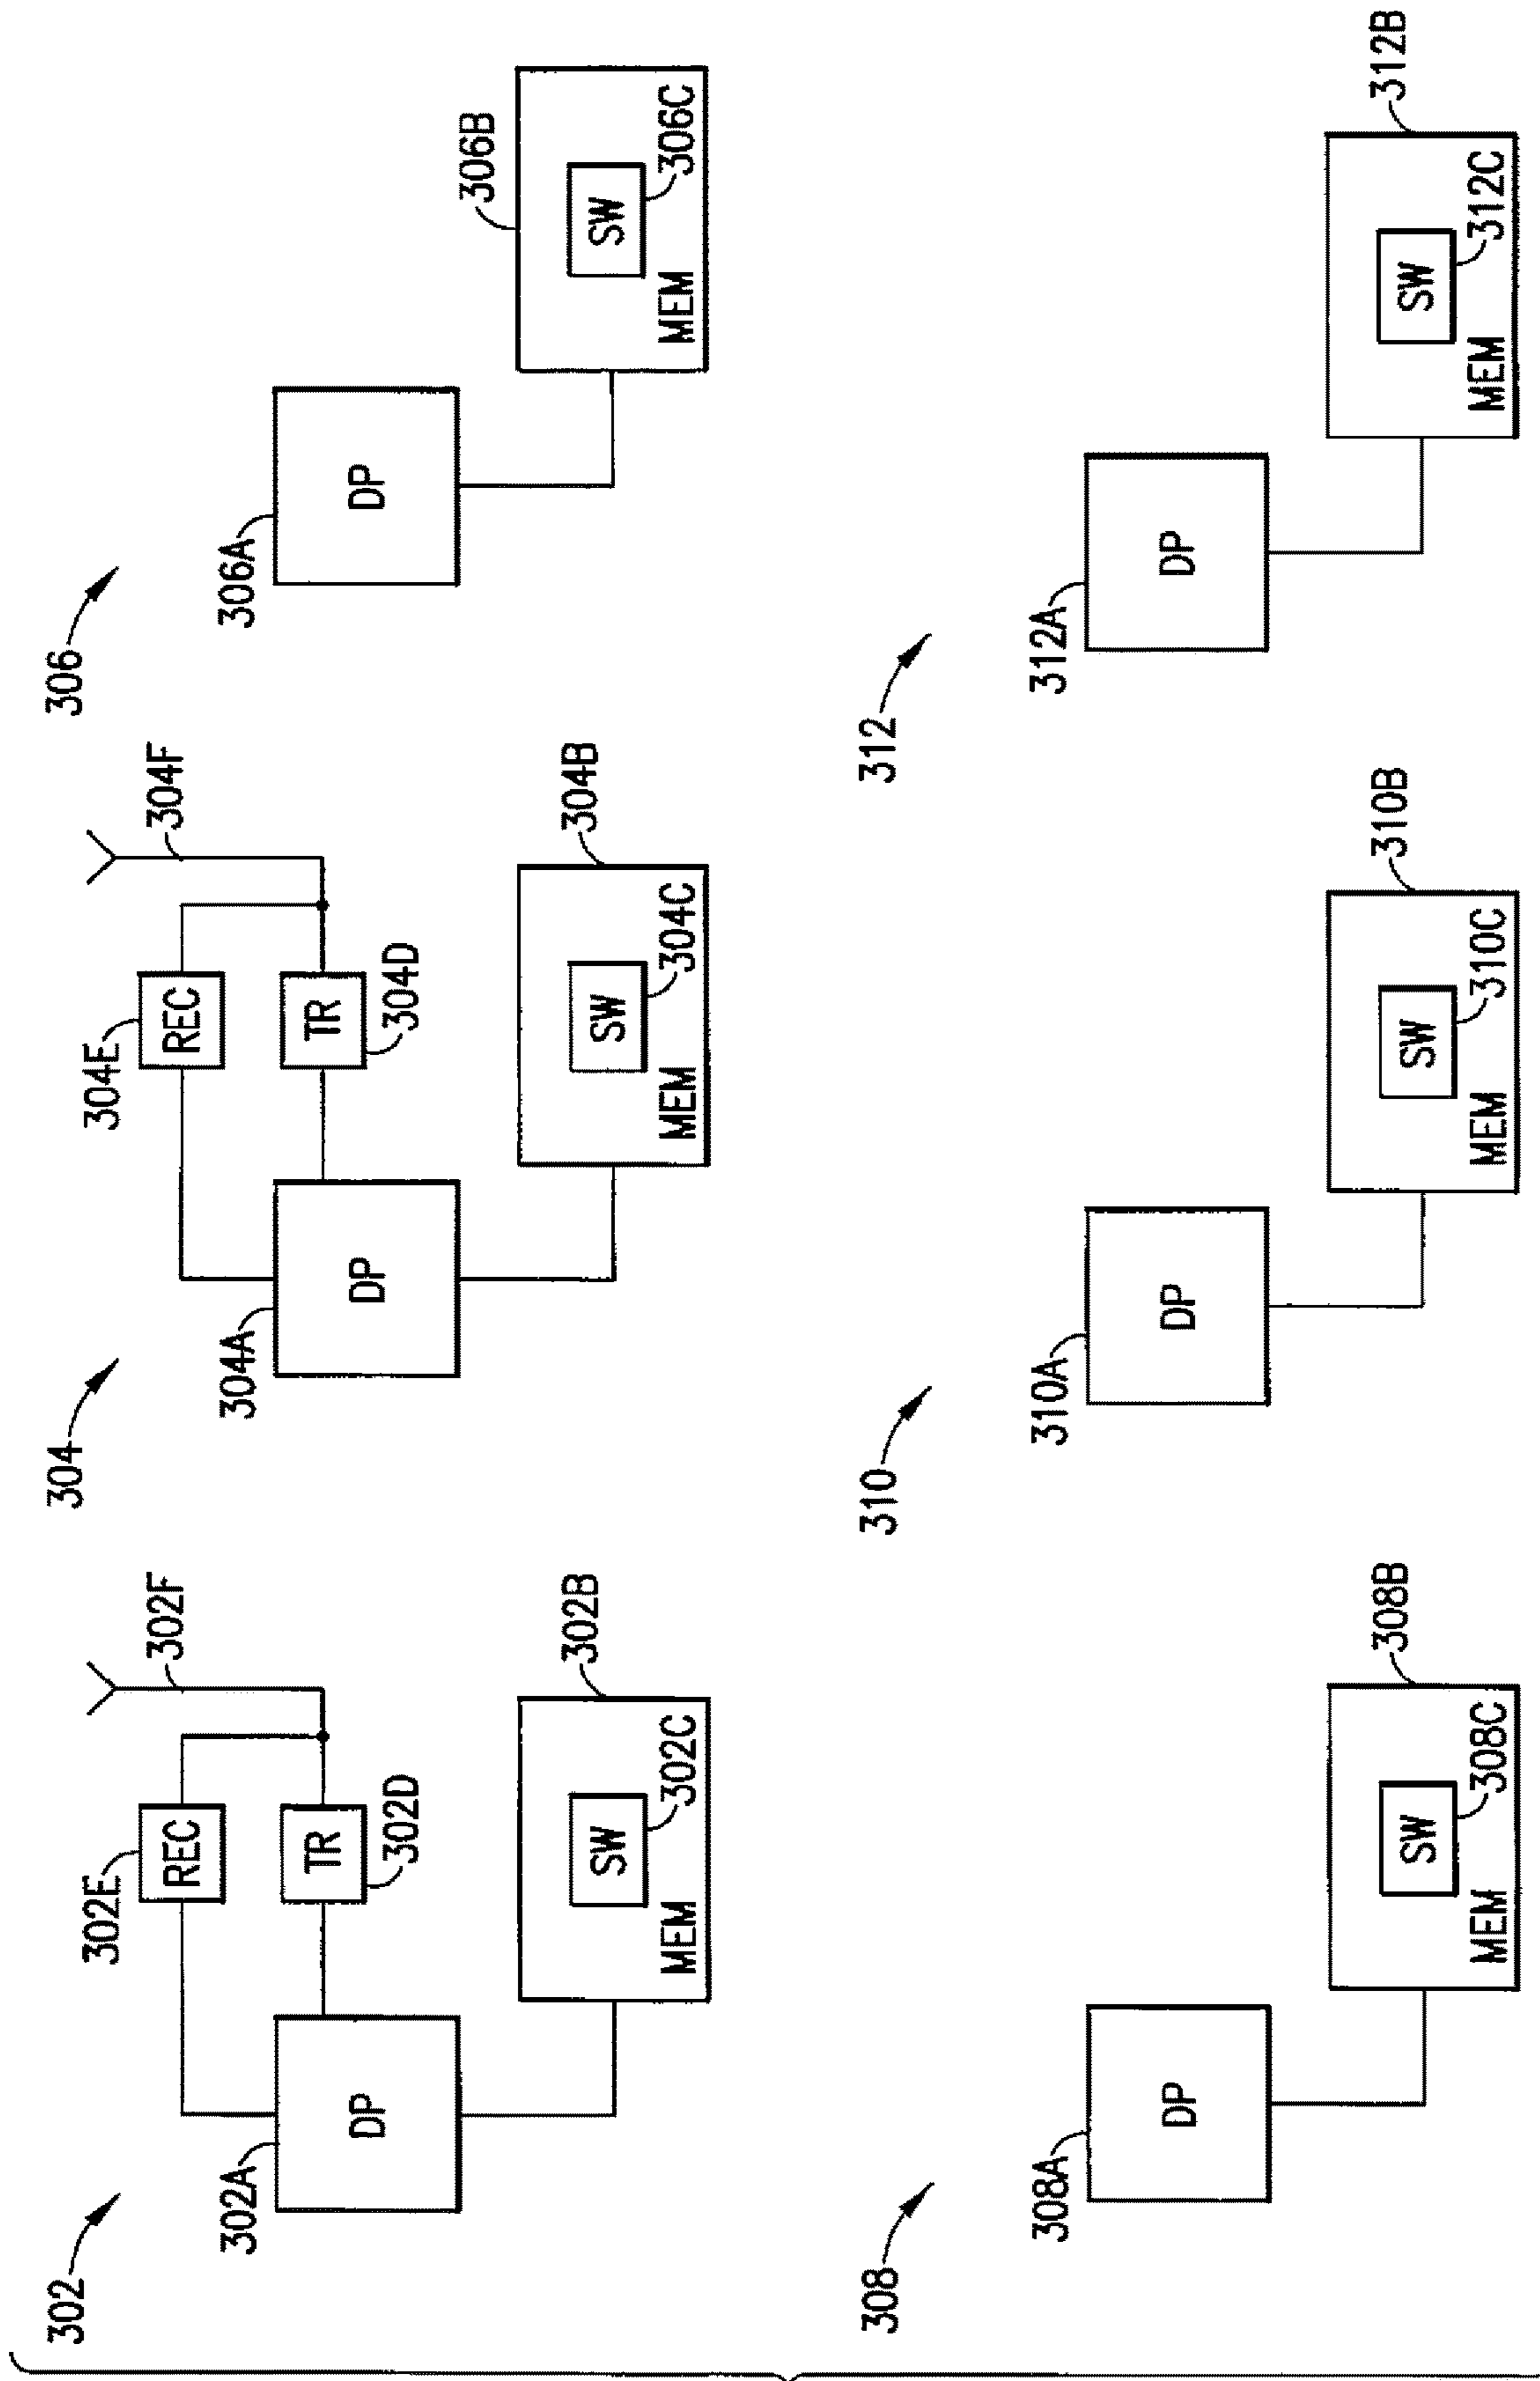 302
302A
DP
302E
REC
TR
302D
302F
302B
SW
302C
MEM
304
304A
DP
304E
REC
TR
304D
304F
304B
SW
304C
MEM
306
306A
DP
306B
SW
306C
MEM
308
308A
DP
308B
SW
308C
MEM
310
310A
DP
310B
SW
310C
MEM
312
312A
DP
312B
SW
312C
MEM